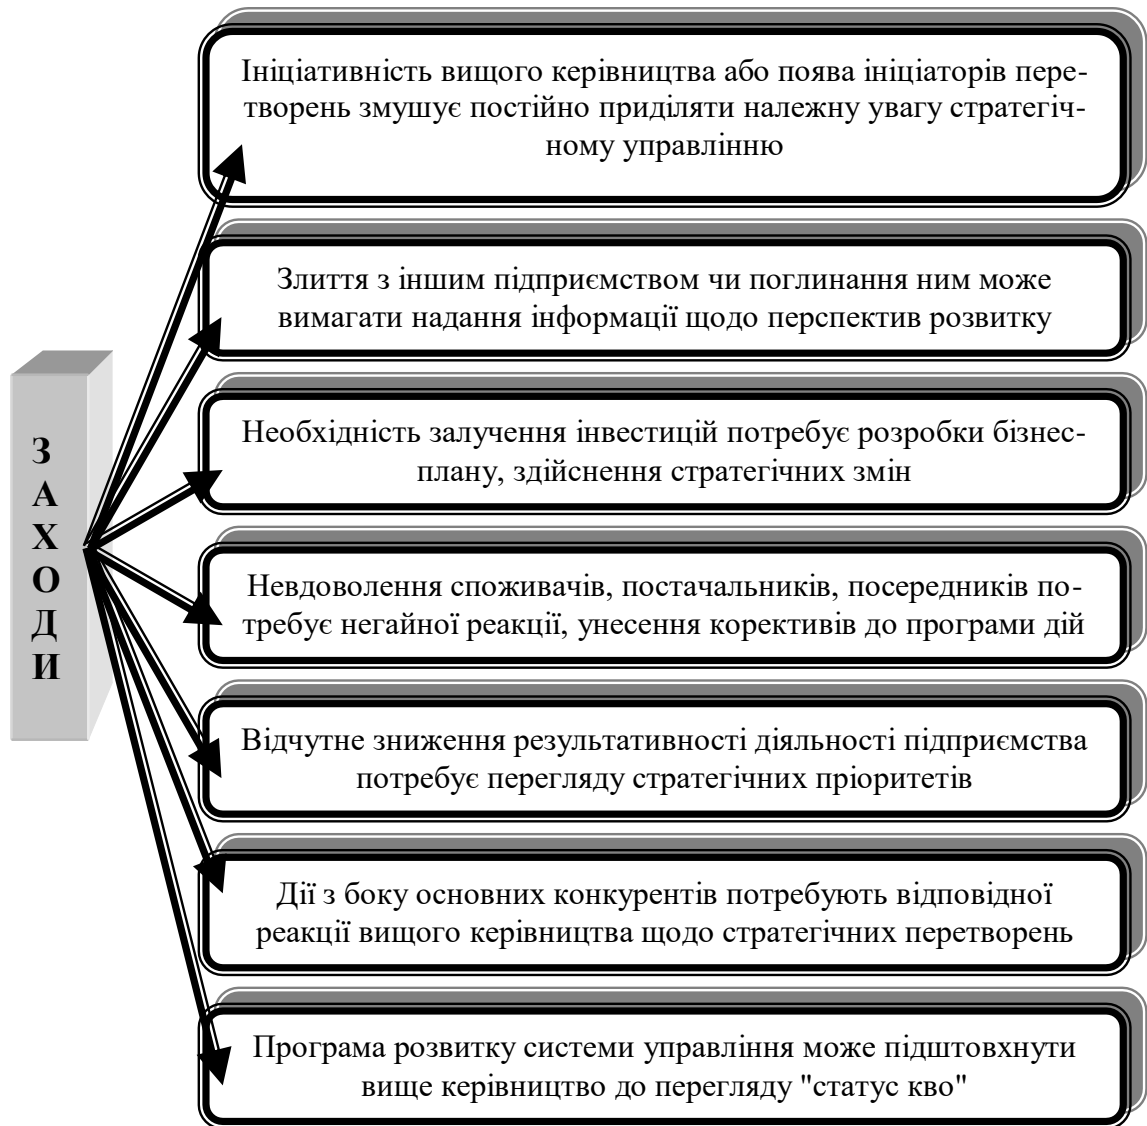 Ініціативність вищого керівництва або поява ініціаторів пере-
творень змушує постійно приділяти належну увагу стратегіч-
ному управлінню
Злиття з іншим підприємством чи поглинання ним може
вимагати надання інформації щодо перспектив розвитку
Необхідність залучення інвестицій потребує розробки бізнес-
плану, здійснення стратегічних змін
Невдоволення споживачів, постачальників, посередників по-
требує негайної реакції, унесення корективів до програми дій
Відчутне зниження результативності діяльності підприємства
потребує перегляду стратегічних пріоритетів
Дії з боку основних конкурентів потребують відповідної
реакції вищого керівництва щодо стратегічних перетворень
Програма розвитку системи управління може підштовхнути
вище керівництво до перегляду "статус кво"
З
А
Х
О
Д
И